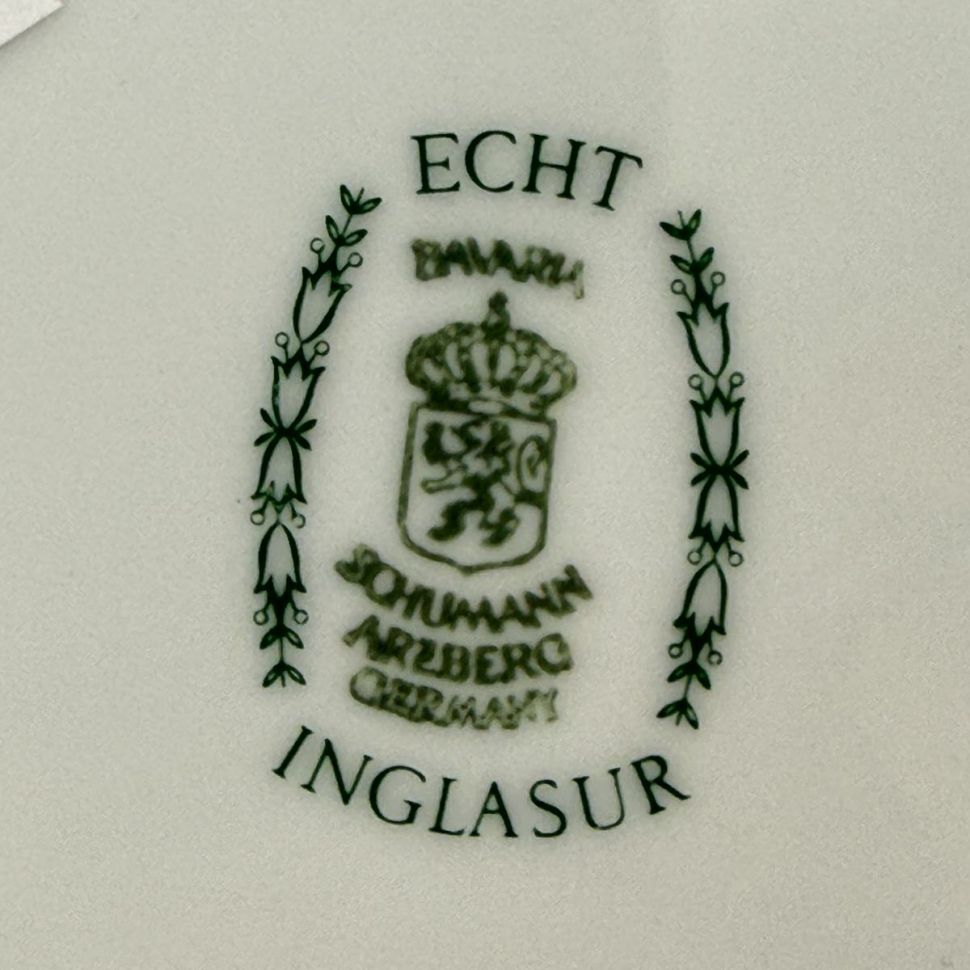 ECHT
BAVARIA
SCHUMANN
ARZBERG
GERMANY
INGLASUR